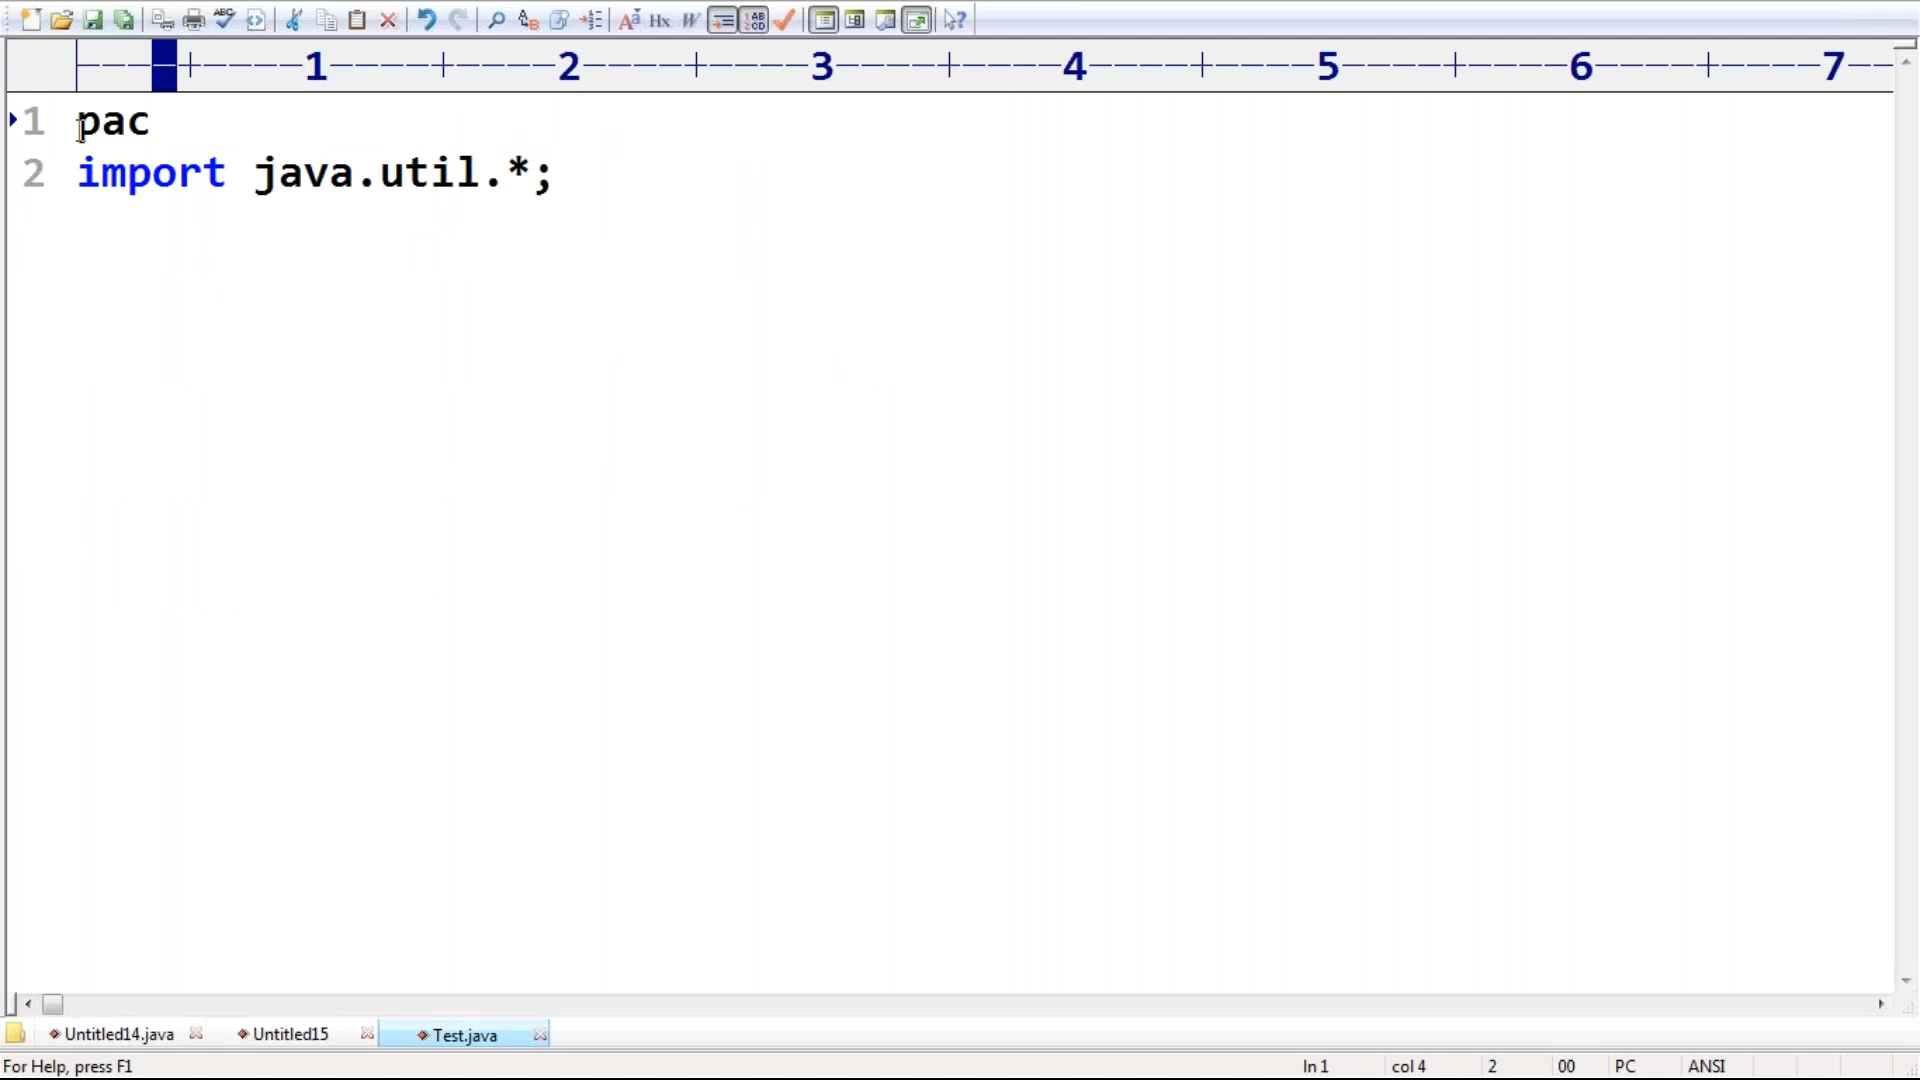 1 2 3 4 5 6 7
1 pac
2 import java.util.*;
Untitled14.java Untitled15 Test.java
For Help, press F1 ln 1 col 4 2 00 PC ANSI